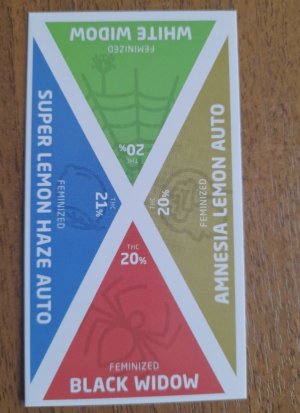 WHITE WIDOW
FEMINIZED
THC
20%
SUPER LEMON HAZE AUTO
FEMINIZED
THC
21%
AMNESIA LEMON AUTO
FEMINIZED
THC
20%
THC
20%
FEMINIZED
BLACK WIDOW